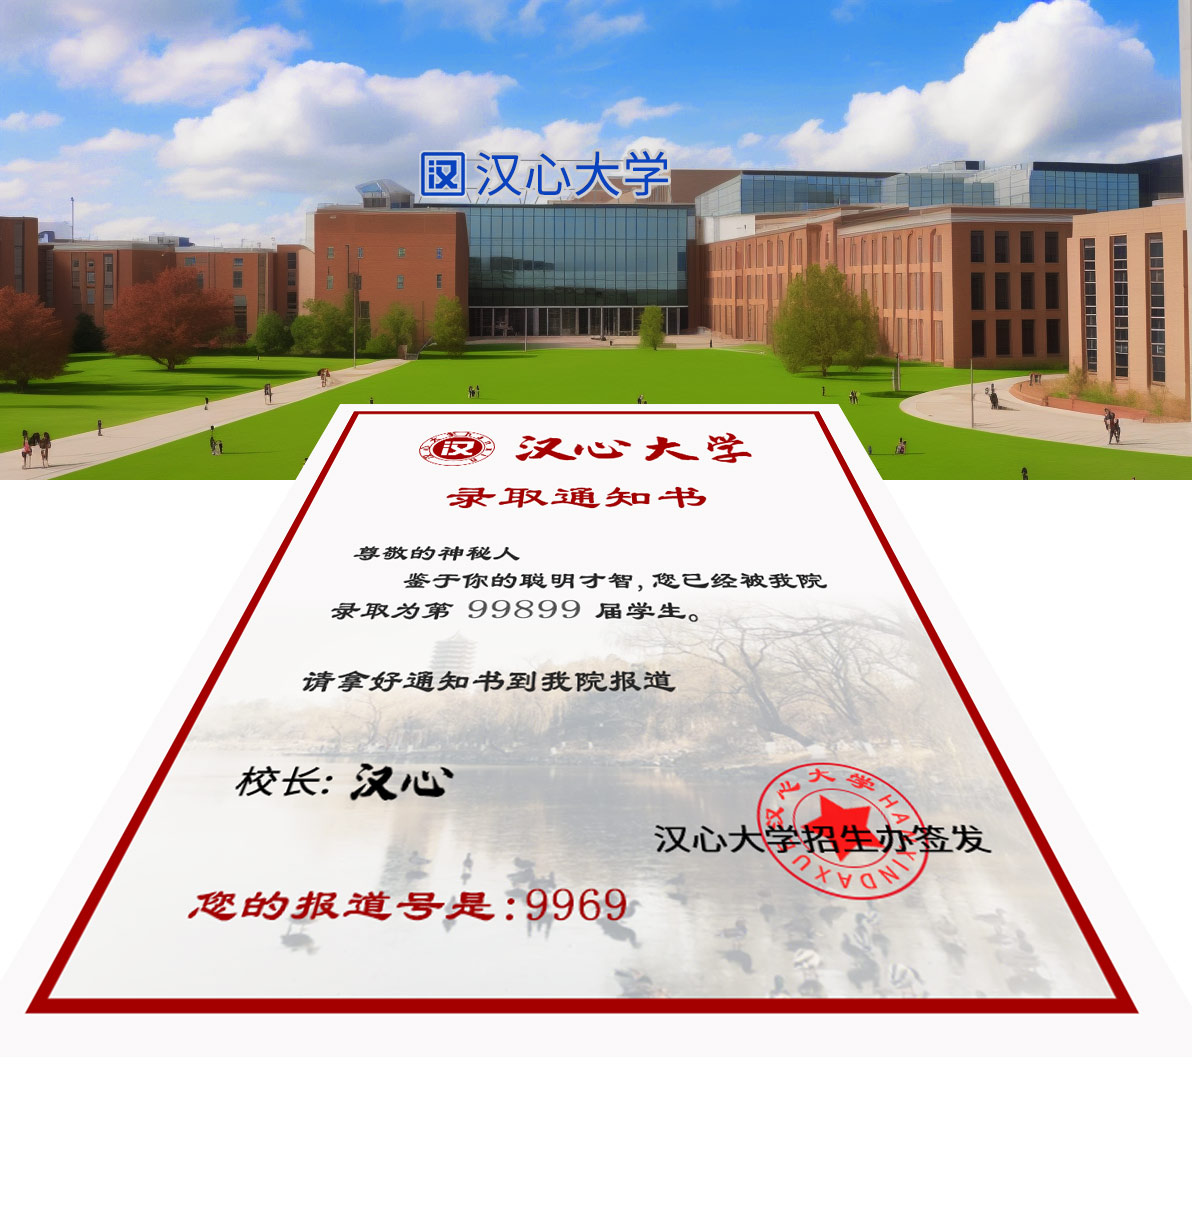 汉 汉心大学
汉 汉心大学
录取通知书
尊敬的神秘人
鉴于你的聪明才智,您已经被我院
录取为第 99899 届学生。
请拿好通知书到我院报道
校长: 汉心
汉心大学招生办签发
汉心大学 HANXINDAXUE
您的报道号是:9969